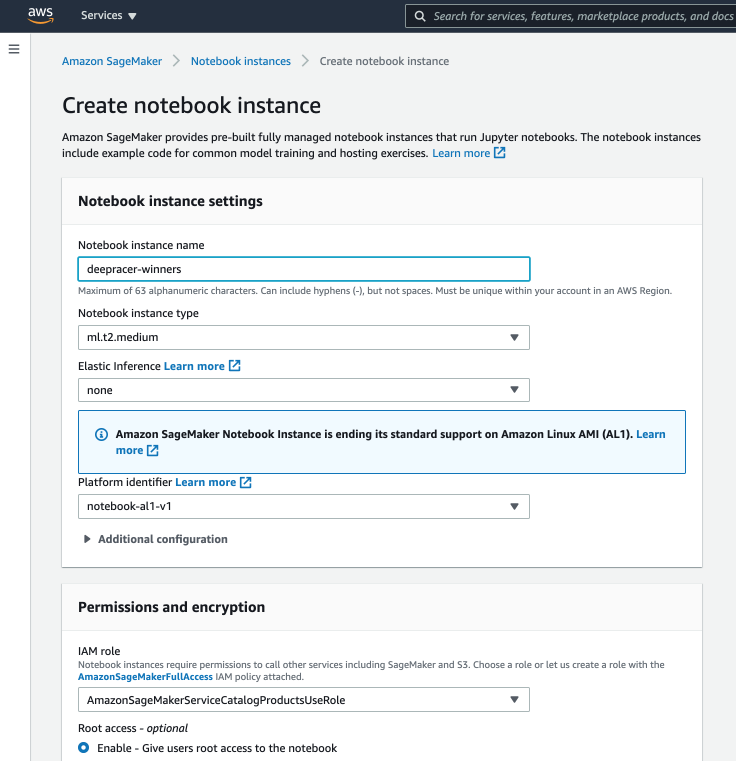 aws
Services
Search for services, features, marketplace products, and docs
Amazon SageMaker > Notebook instances > Create notebook instance
Create notebook instance
Amazon SageMaker provides pre-built fully managed notebook instances that run Jupyter notebooks. The notebook instances
include example code for common model training and hosting exercises. Learn more
Notebook instance settings
Notebook instance name
deepracer-winners
Maximum of 63 alphanumeric characters. Can include hyphens (-), but not spaces. Must be unique within your account in an AWS Region.
Notebook instance type
ml.t2.medium
Elastic Inference Learn more
none
Amazon SageMaker Notebook Instance is ending its standard support on Amazon Linux AMI (AL1). Learn
more
Platform identifier Learn more
notebook-al1-v1
Additional configuration
Permissions and encryption
IAM role
Notebook instances require permissions to call other services including SageMaker and S3. Choose a role or let us create a role with the
AmazonSageMakerFullAccess IAM policy attached.
AmazonSageMakerServiceCatalogProductsUseRole
Root access - optional
Enable - Give users root access to the notebook